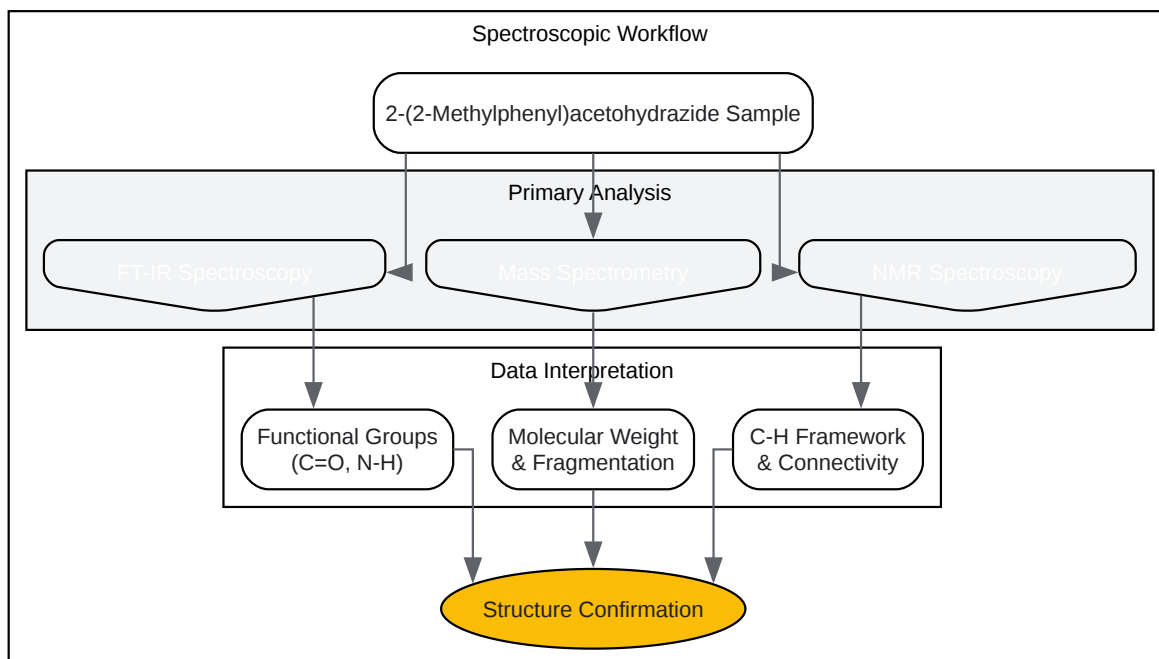 Spectroscopic Workflow
2-(2-Methylphenyl)acetohydrazide Sample
Primary Analysis
FT-IR Spectroscopy
Mass Spectrometry
NMR Spectroscopy
Data Interpretation
Functional Groups
(C=O, N-H)
Molecular Weight
& Fragmentation
C-H Framework
& Connectivity
Structure Confirmation